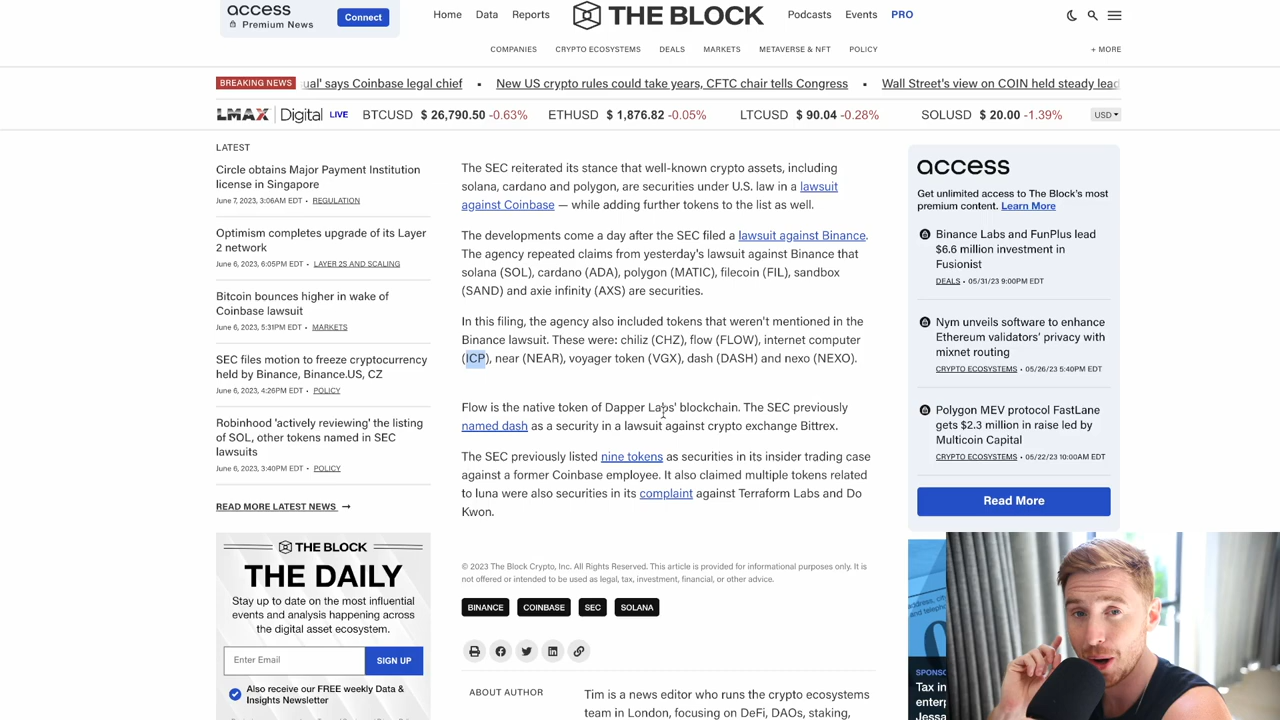 access
Premium News
Connect
Home
Data
Reports
THE BLOCK
Podcasts
Events
PRO
COMPANIES
CRYPTO ECOSYSTEMS
DEALS
MARKETS
METAVERSE & NFT
POLICY
+ MORE
BREAKING NEWS
ual' says Coinbase legal chief
New US crypto rules could take years, CFTC chair tells Congress
Wall Street's view on COIN held steady lead
LMAX Digital LIVE
BTCUSD $ 26,790.50 -0.63%
ETHUSD $ 1,876.82 -0.05%
LTCUSD $ 90.04 -0.28%
SOLUSD $ 20.00 -1.39%
USD
LATEST
Circle obtains Major Payment Institution
license in Singapore
June 7, 2023, 3:06AM EDT • REGULATION
Optimism completes upgrade of its Layer
2 network
June 6, 2023, 6:05PM EDT • LAYER 2S AND SCALING
Bitcoin bounces higher in wake of
Coinbase lawsuit
June 6, 2023, 5:31PM EDT • MARKETS
SEC files motion to freeze cryptocurrency
held by Binance, Binance.US, CZ
June 6, 2023, 4:26PM EDT • POLICY
Robinhood 'actively reviewing' the listing
of SOL, other tokens named in SEC
lawsuits
June 6, 2023, 3:40PM EDT • POLICY
READ MORE LATEST NEWS →
THE BLOCK
THE DAILY
Stay up to date on the most influential
events and analysis happening across
the digital asset ecosystem.
Enter Email
SIGN UP
Also receive our FREE weekly Data &
Insights Newsletter
The SEC reiterated its stance that well-known crypto assets, including
solana, cardano and polygon, are securities under U.S. law in a lawsuit
against Coinbase — while adding further tokens to the list as well.
The developments come a day after the SEC filed a lawsuit against Binance.
The agency repeated claims from yesterday's lawsuit against Binance that
solana (SOL), cardano (ADA), polygon (MATIC), filecoin (FIL), sandbox
(SAND) and axie infinity (AXS) are securities.
In this filing, the agency also included tokens that weren't mentioned in the
Binance lawsuit. These were: chiliz (CHZ), flow (FLOW), internet computer
(ICP), near (NEAR), voyager token (VGX), dash (DASH) and nexo (NEXO).
Flow is the native token of Dapper Labs' blockchain. The SEC previously
named dash as a security in a lawsuit against crypto exchange Bittrex.
The SEC previously listed nine tokens as securities in its insider trading case
against a former Coinbase employee. It also claimed multiple tokens related
to luna were also securities in its complaint against Terraform Labs and Do
Kwon.
© 2023 The Block Crypto, Inc. All Rights Reserved. This article is provided for informational purposes only. It is
not offered or intended to be used as legal, tax, investment, financial, or other advice.
BINANCE
COINBASE
SEC
SOLANA
ABOUT AUTHOR
Tim is a news editor who runs the crypto ecosystems
team in London, focusing on DeFi, DAOs, staking,
access
Get unlimited access to The Block's most
premium content. Learn More
Binance Labs and FunPlus lead
$6.6 million investment in
Fusionist
DEALS • 05/31/23 9:00PM EDT
Nym unveils software to enhance
Ethereum validators' privacy with
mixnet routing
CRYPTO ECOSYSTEMS • 05/26/23 5:40PM EDT
Polygon MEV protocol FastLane
gets $2.3 million in raise led by
Multicoin Capital
CRYPTO ECOSYSTEMS • 05/22/23 10:00AM EDT
Read More
SPONS
Tax in
enterp
Jessa